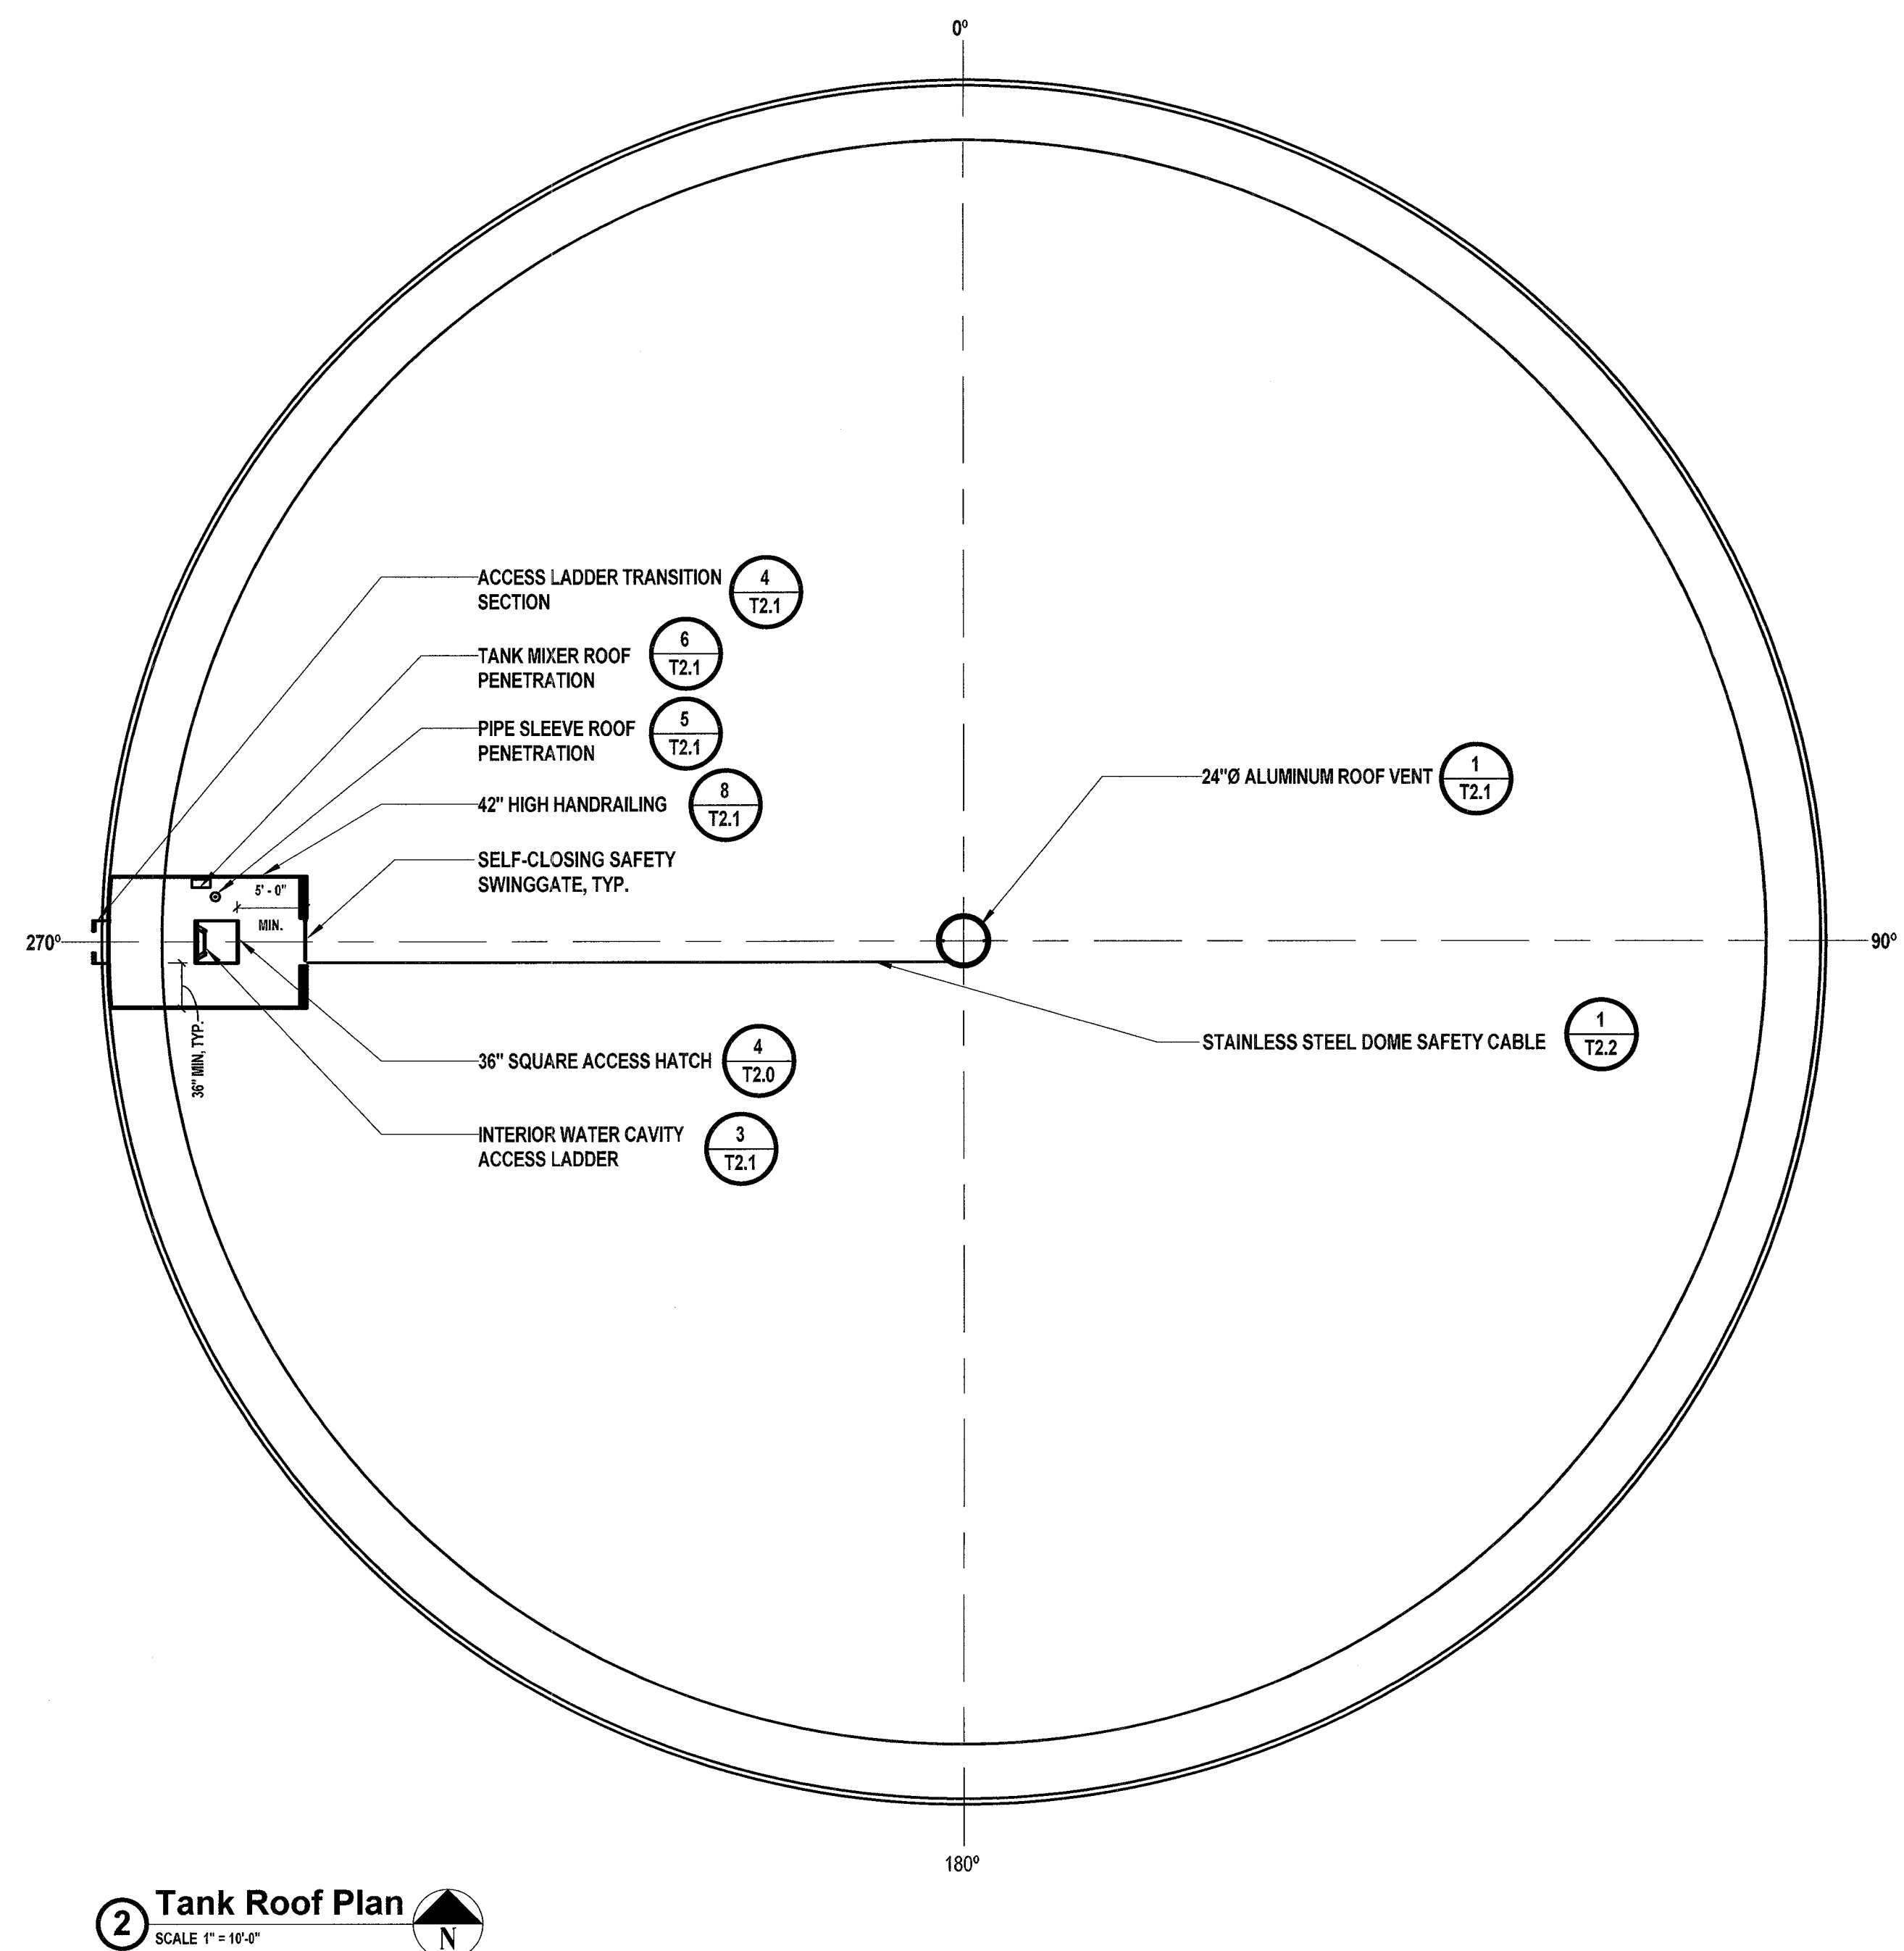 0º
ACCESS LADDER TRANSITION
SECTION
4
T2.1
TANK MIXER ROOF
PENETRATION
6
T2.1
PIPE SLEEVE ROOF
PENETRATION
5
T2.1
42" HIGH HANDRAILING
8
T2.1
SELF-CLOSING SAFETY
SWINGGATE, TYP.
24"Ø ALUMINUM ROOF VENT
1
T2.1
5' - 0"
MIN.
270º
90º
36" MIN, TYP.
36" SQUARE ACCESS HATCH
4
T2.0
STAINLESS STEEL DOME SAFETY CABLE
1
T2.2
INTERIOR WATER CAVITY
ACCESS LADDER
3
T2.1
180º
2
Tank Roof Plan
SCALE 1" = 10'-0"
N